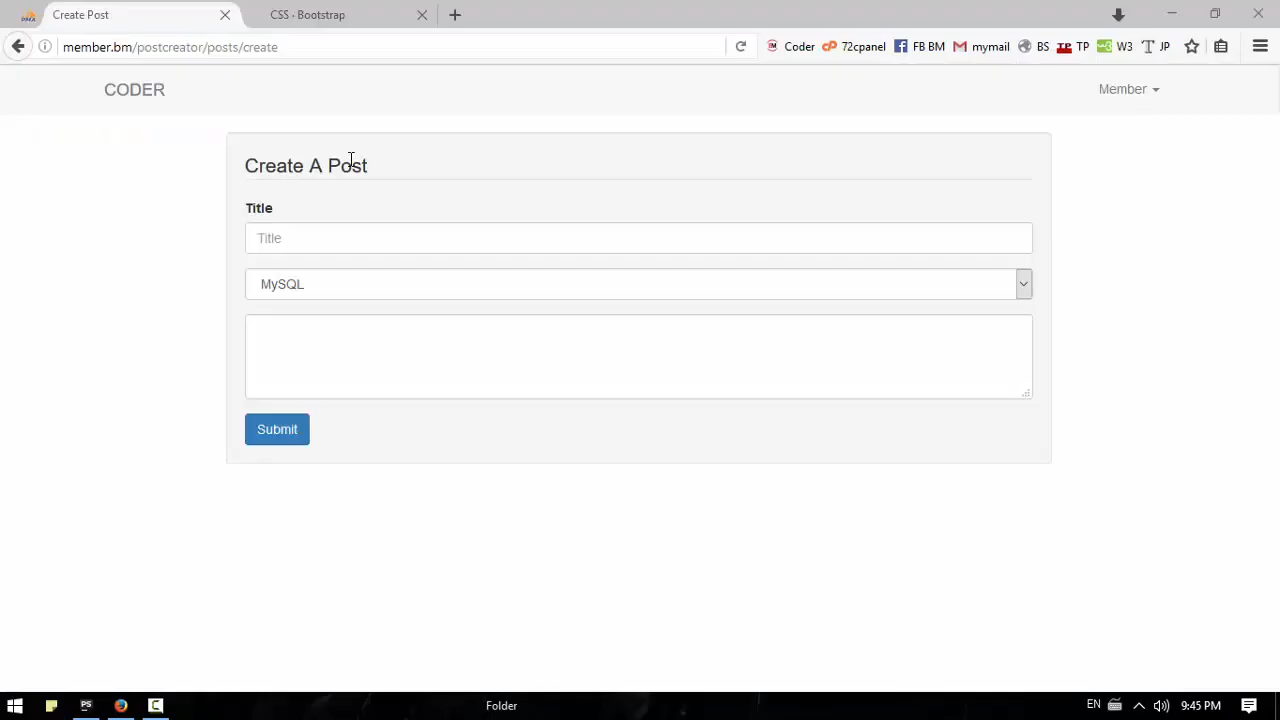 Create Post
CSS · Bootstrap
member.bm/postcreator/posts/create
Coder
72cpanel
FB BM
mymail
BS
TP
W3
JP
CODER
Member
Create A Post
Title
Title
MySQL
Submit
Folder
EN
9:45 PM